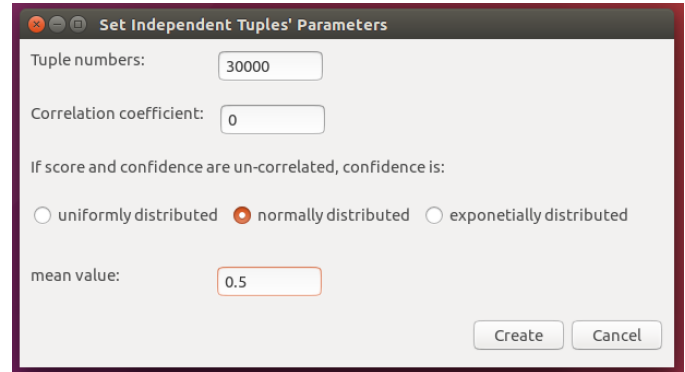 Set Independent Tuples' Parameters
Tuple numbers: 30000
Correlation coefficient: 0
If score and confidence are un-correlated, confidence is:
uniformly distributed normally distributed exponetially distributed
mean value: 0.5
Create Cancel